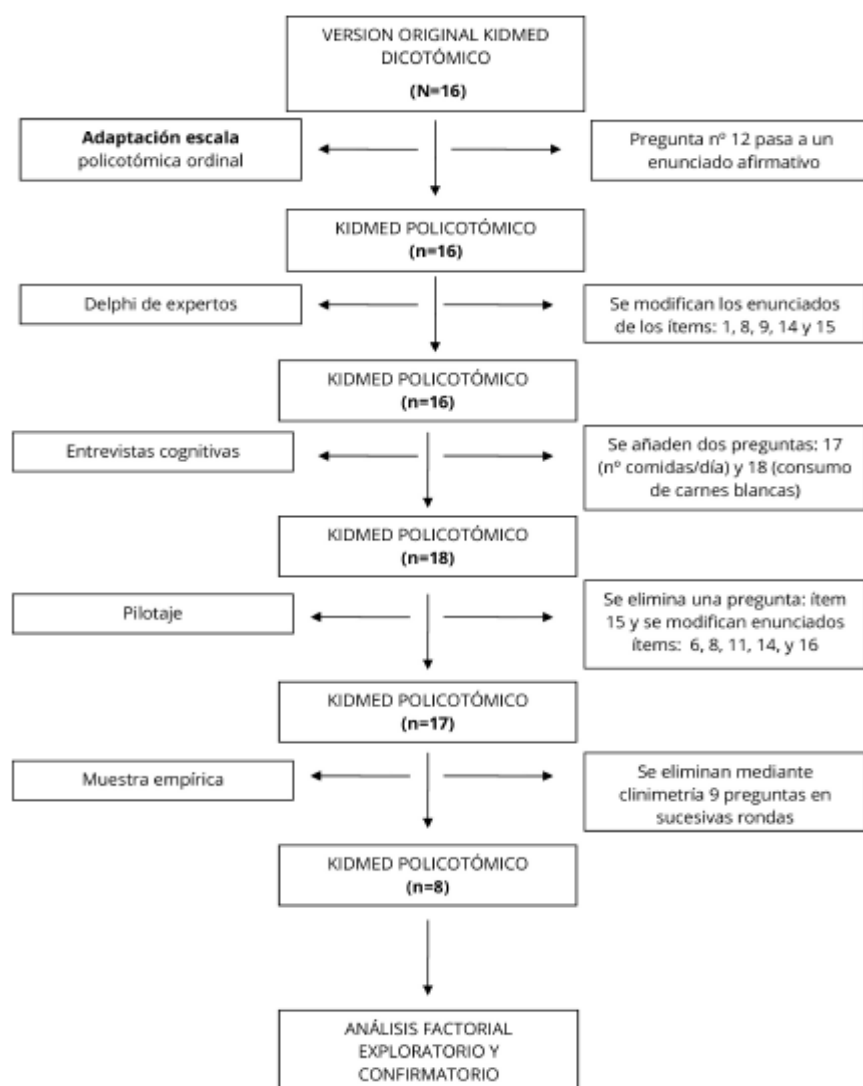 VERSION ORIGINAL KIDMED
DICOTÓMICO
(N=16)
Adaptación escala
policotómica ordinal
Pregunta nº 12 pasa a un
enunciado afirmativo
KIDMED POLICOTÓMICO
(n=16)
Delphi de expertos
Se modifican los enunciados
de los ítems: 1, 8, 9, 14 y 15
KIDMED POLICOTÓMICO
(n=16)
Entrevistas cognitivas
Se añaden dos preguntas: 17
(nº comidas/día) y 18 (consumo
de carnes blancas)
KIDMED POLICOTÓMICO
(n=18)
Pilotaje
Se elimina una pregunta: ítem
15 y se modifican enunciados
ítems: 6, 8, 11, 14, y 16
KIDMED POLICOTÓMICO
(n=17)
Muestra empírica
Se eliminan mediante
clinimetría 9 preguntas en
sucesivas rondas
KIDMED POLICOTÓMICO
(n=8)
ANÁLISIS FACTORIAL
EXPLORATORIO Y
CONFIRMATORIO